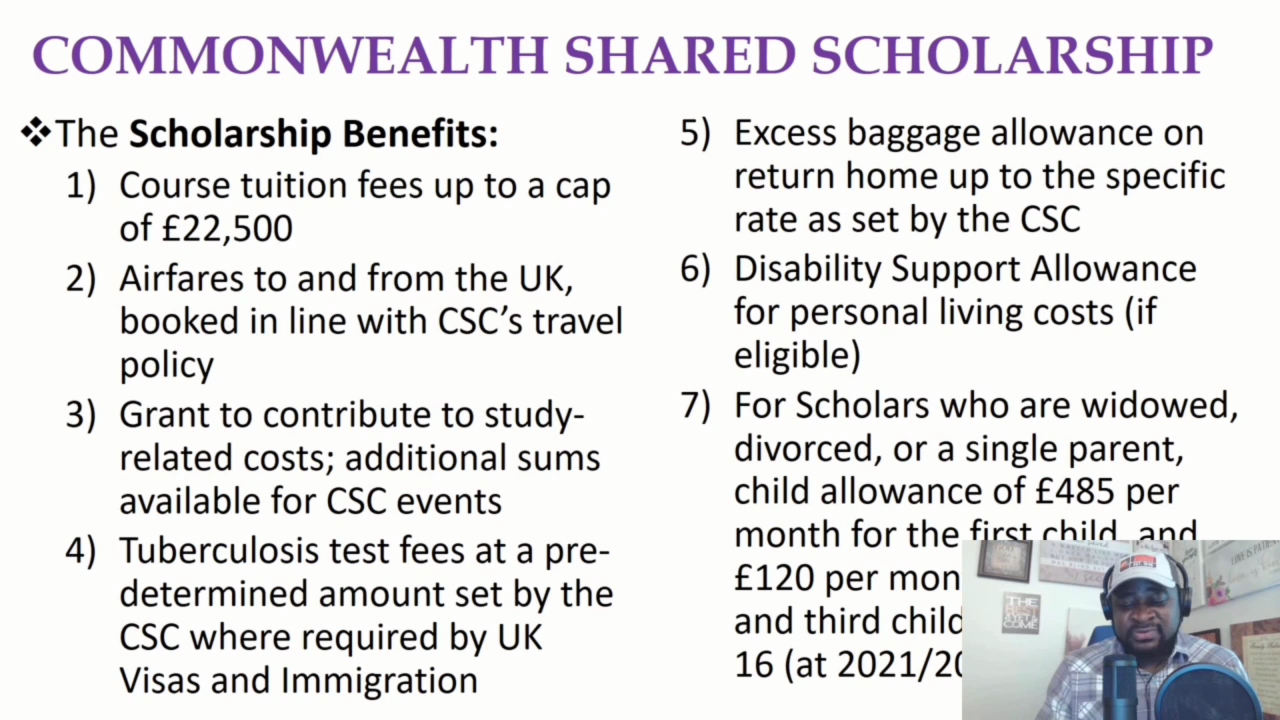 COMMONWEALTH SHARED SCHOLARSHIP
❖The Scholarship Benefits:
1) Course tuition fees up to a cap
of £22,500
2) Airfares to and from the UK,
booked in line with CSC’s travel
policy
3) Grant to contribute to study-
related costs; additional sums
available for CSC events
4) Tuberculosis test fees at a pre-
determined amount set by the
CSC where required by UK
Visas and Immigration
5) Excess baggage allowance on
return home up to the specific
rate as set by the CSC
6) Disability Support Allowance
for personal living costs (if
eligible)
7) For Scholars who are widowed,
divorced, or a single parent,
child allowance of £485 per
month for the first child, and
£120 per
and third child
16 (at
THE